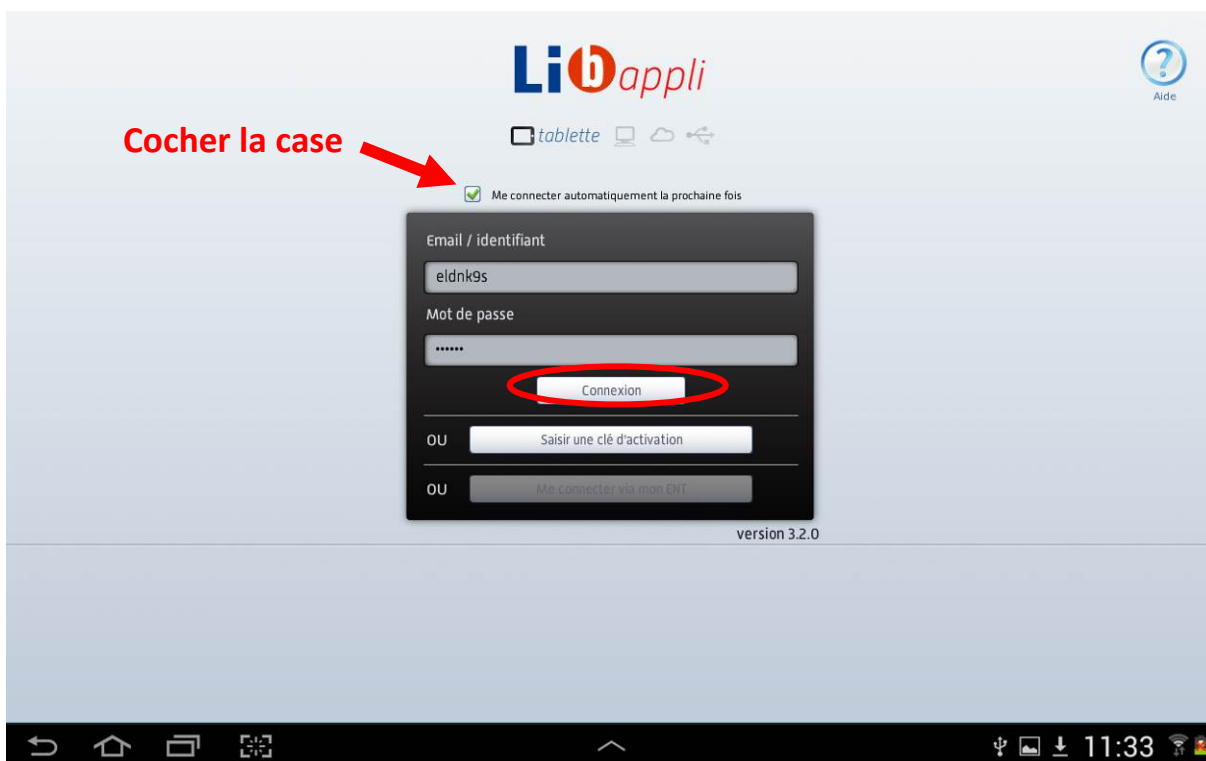 Libappli
Aide
tablette
Cocher la case
Me connecter automatiquement la prochaine fois
Email / identifiant
eldnk9s
Mot de passe
••••••
Connexion
OU Saisir une clé d'activation
OU Me connecter via mon ENT
version 3.2.0
11:33